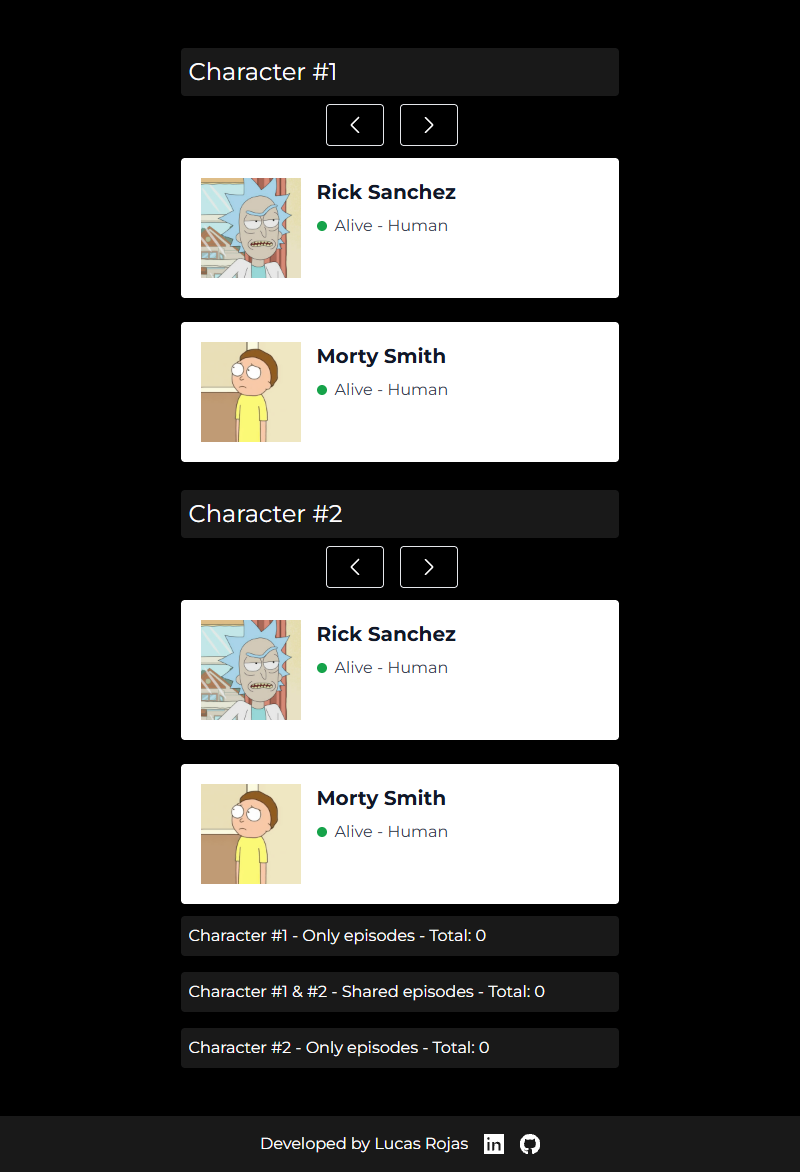 Character #1
Rick Sanchez
Alive - Human
Morty Smith
Alive - Human
Character #2
Rick Sanchez
Alive - Human
Morty Smith
Alive - Human
Character #1 - Only episodes - Total: 0
Character #1 & #2 - Shared episodes - Total: 0
Character #2 - Only episodes - Total: 0
Developed by Lucas Rojas in